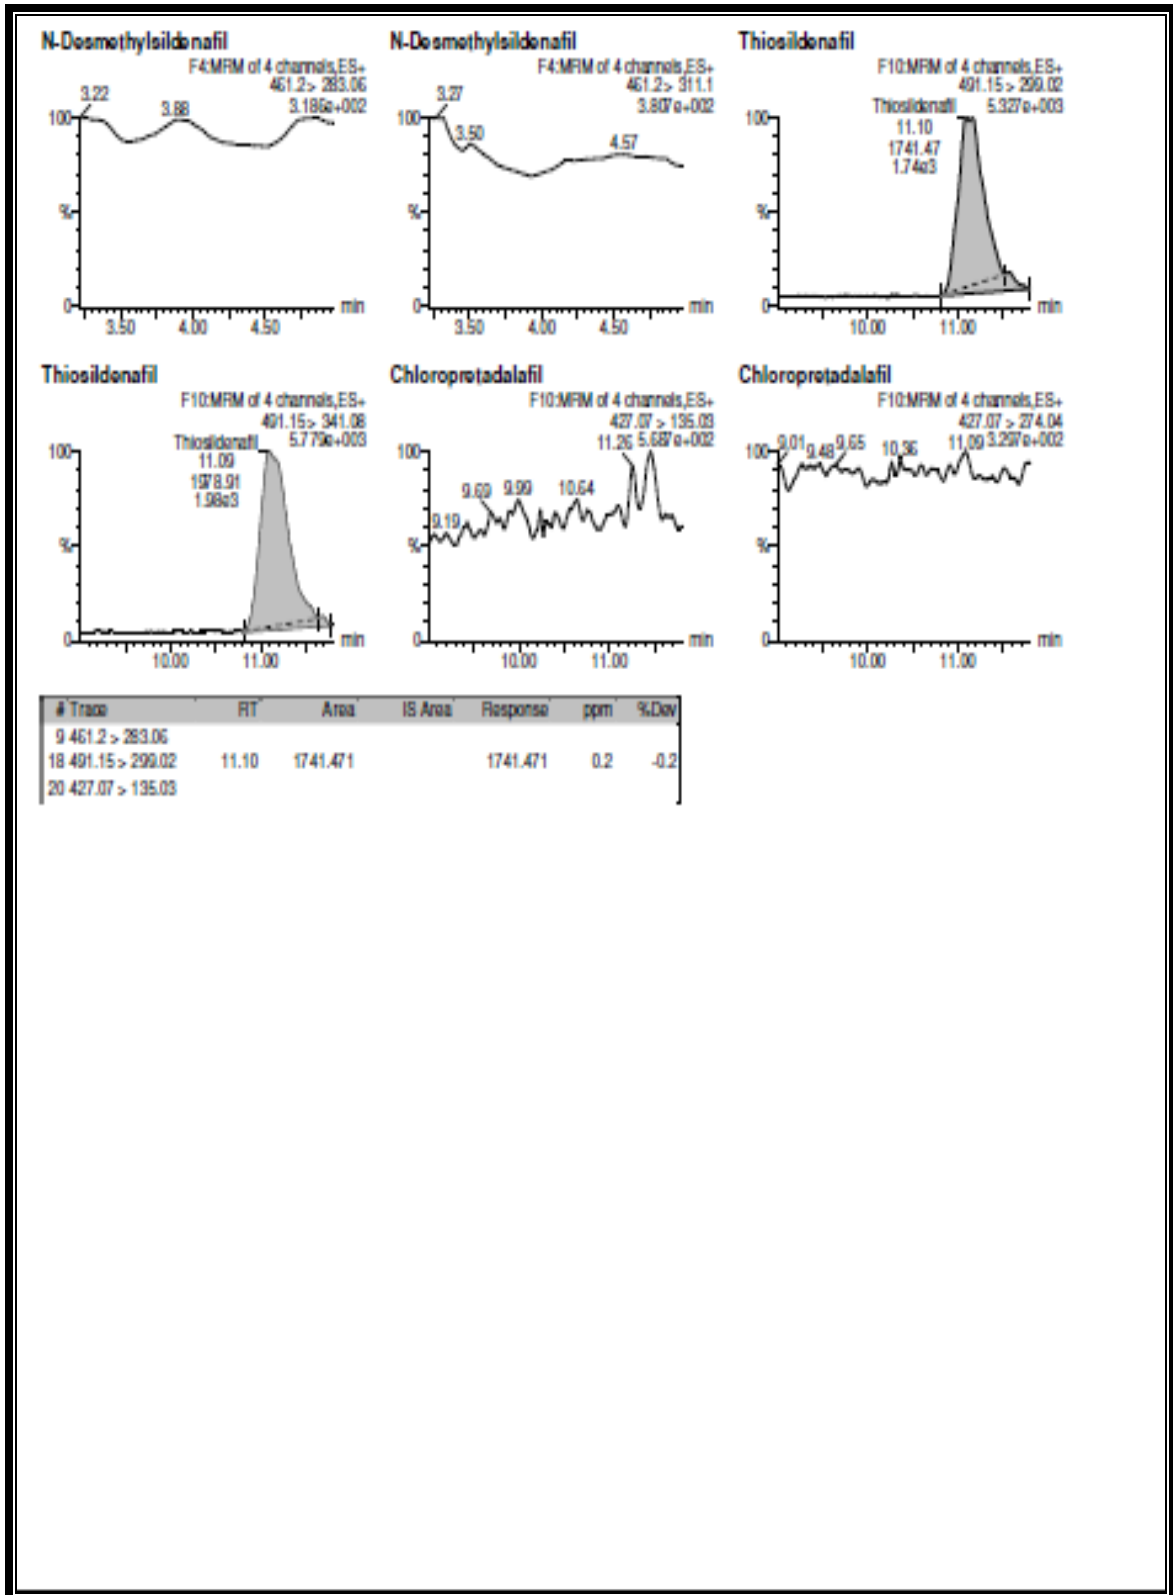 N-Desmethylsildenafil
F4:MRM of 4 channels,ES+
461.2 > 283.06
3.186e+002
3.22
3.88
100
%
0
min
3.50 4.00 4.50
N-Desmethylsildenafil
F4:MRM of 4 channels,ES+
461.2 > 311.1
3.807e+002
3.27
3.50
4.57
100
%
0
min
3.50 4.00 4.50
Thiosildenafil
F10:MRM of 4 channels,ES+
491.15 > 299.02
5.327e+003
Thiosildenafil
11.10
1741.47
1.74e3
100
%
0
min
10.00 11.00
Thiosildenafil
F10:MRM of 4 channels,ES+
491.15 > 341.08
5.779e+003
Thiosildenafil
11.09
1978.91
1.98e3
100
%
0
min
10.00 11.00
Chloropretadalafil
F10:MRM of 4 channels,ES+
427.07 > 135.03
11.26 5.687e+002
9.19
9.69 9.99 10.64
100
%
0
min
10.00 11.00
Chloropretadalafil
F10:MRM of 4 channels,ES+
427.07 > 274.04
3.297e+002
9.01 9.48 9.65 10.36 11.09
100
%
0
min
10.00 11.00
# Trace RT Area IS Area Response ppm %Dev
9 461.2 > 283.06
18 491.15 > 299.02 11.10 1741.471 1741.471 0.2 -0.2
20 427.07 > 135.03